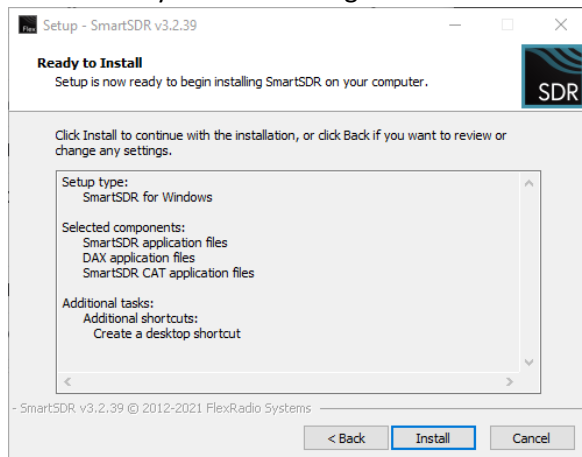 Flex Setup - SmartSDR v3.2.39
Ready to Install
Setup is now ready to begin installing SmartSDR on your computer.
SDR
Click Install to continue with the installation, or click Back if you want to review or
change any settings.
Setup type:
SmartSDR for Windows
Selected components:
SmartSDR application files
DAX application files
SmartSDR CAT application files
Additional tasks:
Additional shortcuts:
Create a desktop shortcut
- SmartSDR v3.2.39 © 2012-2021 FlexRadio Systems
< Back Install Cancel